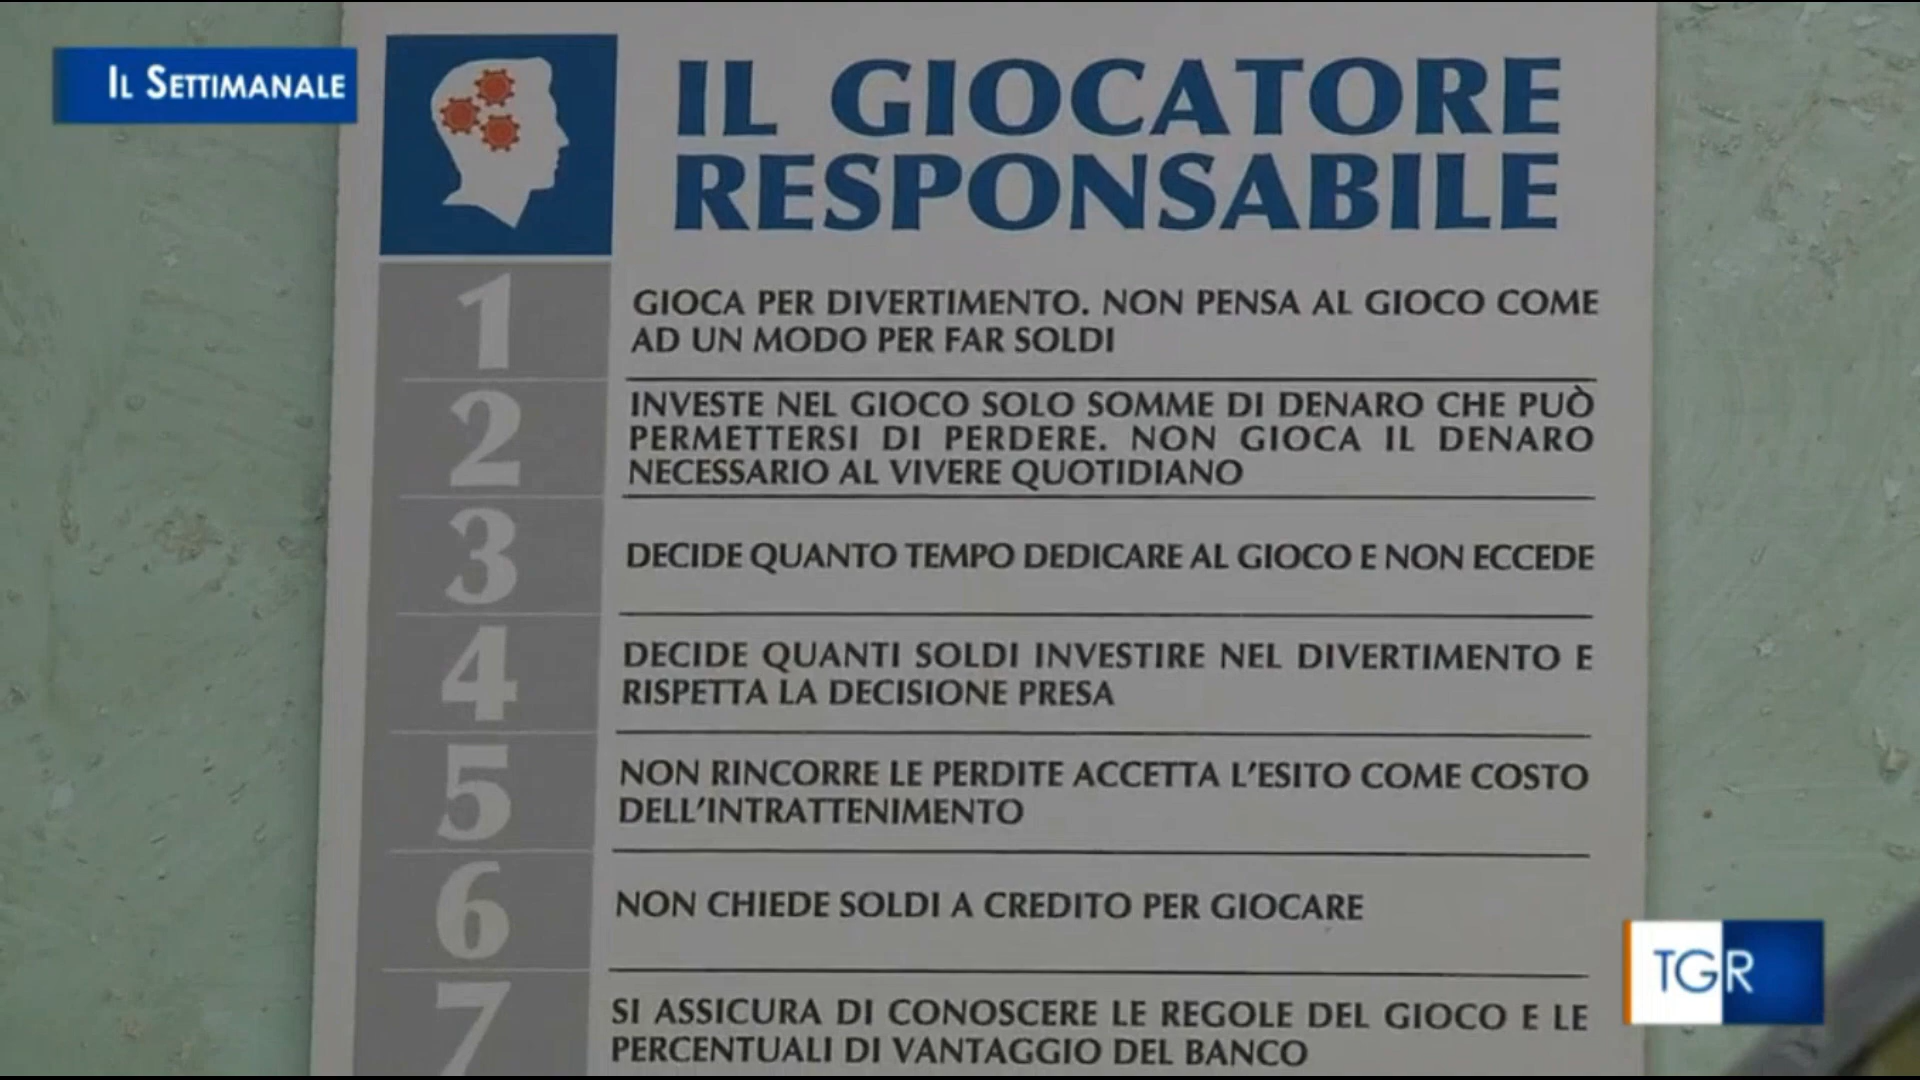 IL SETTIMANALE
IL GIOCATORE
RESPONSABILE
1
GIOCA PER DIVERTIMENTO. NON PENSA AL GIOCO COME
AD UN MODO PER FAR SOLDI
2
INVESTE NEL GIOCO SOLO SOMME DI DENARO CHE PUÒ
PERMETTERSI DI PERDERE. NON GIOCA IL DENARO
NECESSARIO AL VIVERE QUOTIDIANO
3
DECIDE QUANTO TEMPO DEDICARE AL GIOCO E NON ECCEDE
4
DECIDE QUANTI SOLDI INVESTIRE NEL DIVERTIMENTO E
RISPETTA LA DECISIONE PRESA
5
NON RINCORRE LE PERDITE ACCETTA L'ESITO COME COSTO
DELL'INTRATTENIMENTO
6
NON CHIEDE SOLDI A CREDITO PER GIOCARE
7
SI ASSICURA DI CONOSCERE LE REGOLE DEL GIOCO E LE
PERCENTUALI DI VANTAGGIO DEL BANCO
TGR